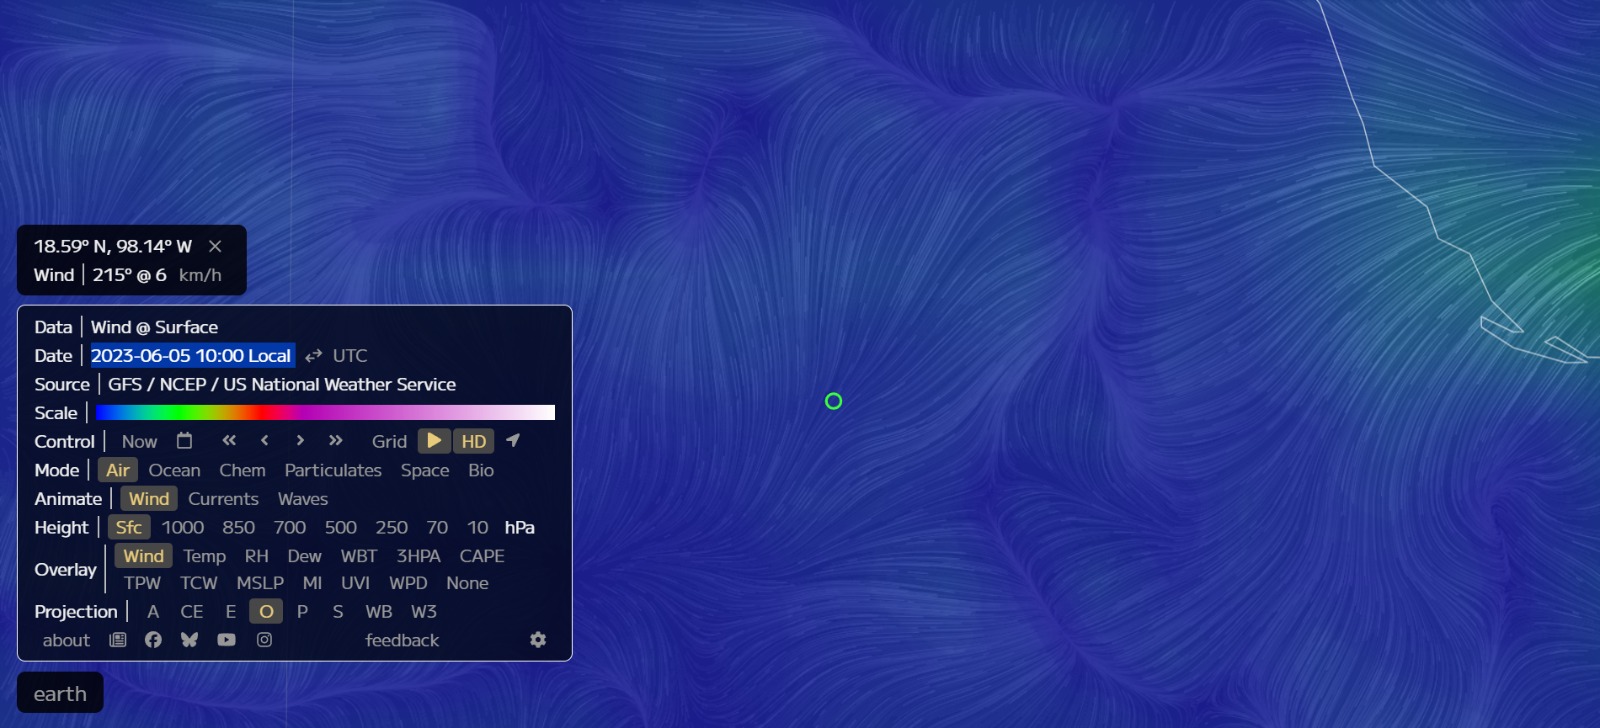 18.59° N, 98.14° W ×
Wind | 215° @ 6 km/h
Data | Wind @ Surface
Date | 2023-06-05 10:00 Local ⇄ UTC
Source | GFS / NCEP / US National Weather Service
Scale |
Control | Now « ‹ › » Grid HD
Mode | Air Ocean Chem Particulates Space Bio
Animate | Wind Currents Waves
Height | Sfc 1000 850 700 500 250 70 10 hPa
Overlay | Wind Temp RH Dew WBT 3HPA CAPE
TPW TCW MSLP MI UVI WPD None
Projection | A CE E O P S WB W3
about feedback
earth